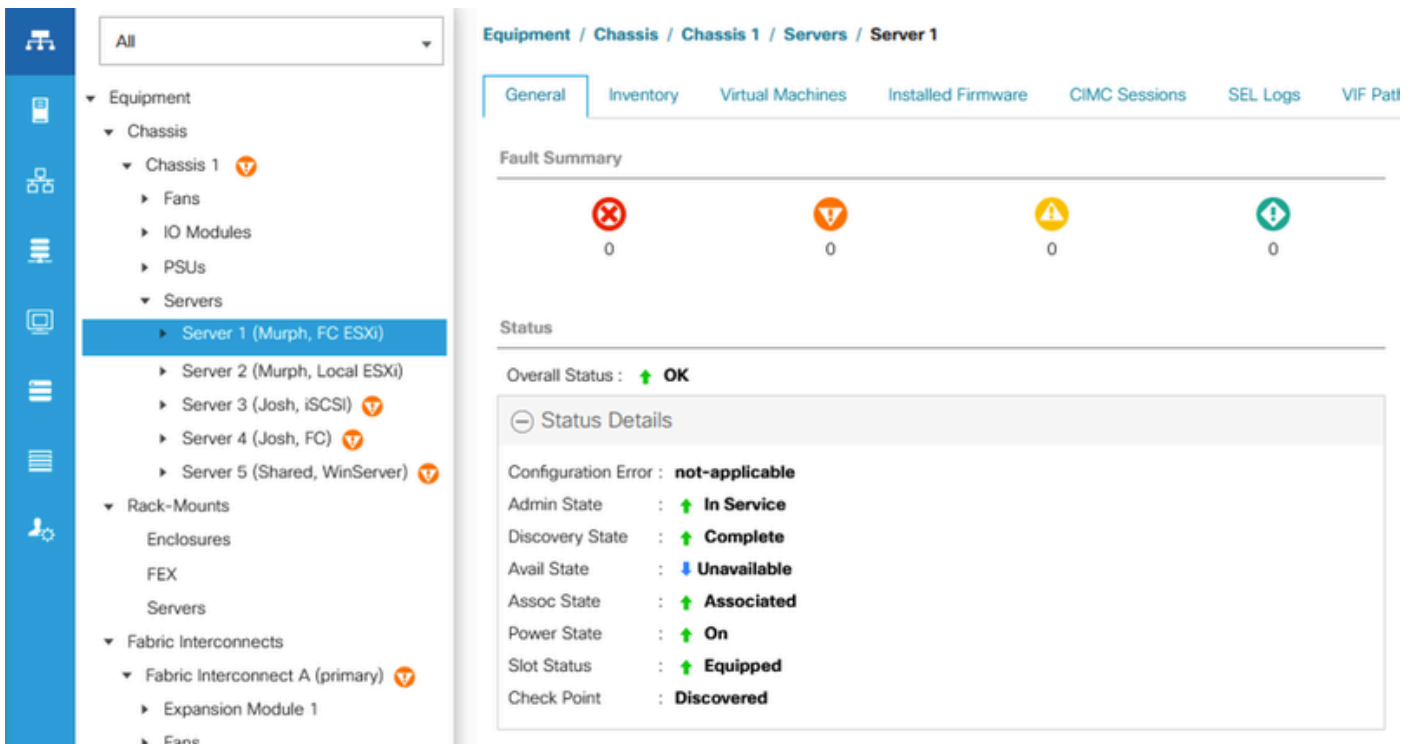 All
Equipment
Chassis
Chassis 1
Fans
IO Modules
PSUs
Servers
Server 1 (Murph, FC ESXi)
Server 2 (Murph, Local ESXi)
Server 3 (Josh, iSCSI)
Server 4 (Josh, FC)
Server 5 (Shared, WinServer)
Rack-Mounts
Enclosures
FEX
Servers
Fabric Interconnects
Fabric Interconnect A (primary)
Expansion Module 1
Fans
Equipment / Chassis / Chassis 1 / Servers / Server 1
General Inventory Virtual Machines Installed Firmware CIMC Sessions SEL Logs VIF Path
Fault Summary
0 0 0 0
Status
Overall Status : OK
Status Details
Configuration Error : not-applicable
Admin State : In Service
Discovery State : Complete
Avail State : Unavailable
Assoc State : Associated
Power State : On
Slot Status : Equipped
Check Point : Discovered